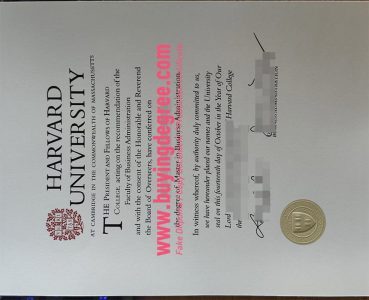 HARVARD
UNIVERSITY
AT CAMBRIDGE IN THE COMMONWEALTH OF MASSACHUSETTS
THE PRESIDENT AND FELLOWS OF HARVARD
COLLEGE, acting on the recommendation of the
Faculty of Business Administration
and with the consent of the Honorable and Reverend
the Board of Overseers, have conferred on
www.buyingdegree.com
the degree of Master in Business Administration.
In witness whereof, by authority duly committed to us,
we have hereunder placed our names and the University
seal on this fourteenth day of October in the Year of Our
Lord
the Harvard College